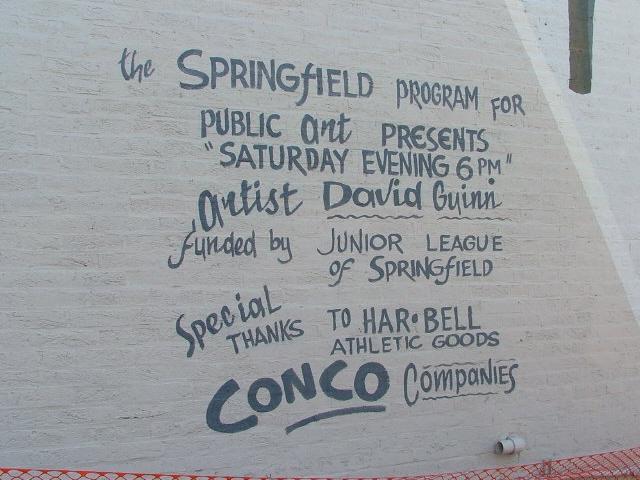 the SPRINGfIELD PROGRAM FOR
PUBLIC art PRESENTS
"SATURDAY EVENING 6 PM"
artist David Guinn
funded by JUNIOR LEAGUE
of SPRINGfIELD
Special THANKS TO HAR•BELL
ATHLETIC GOODS
CONCO COMPANIES